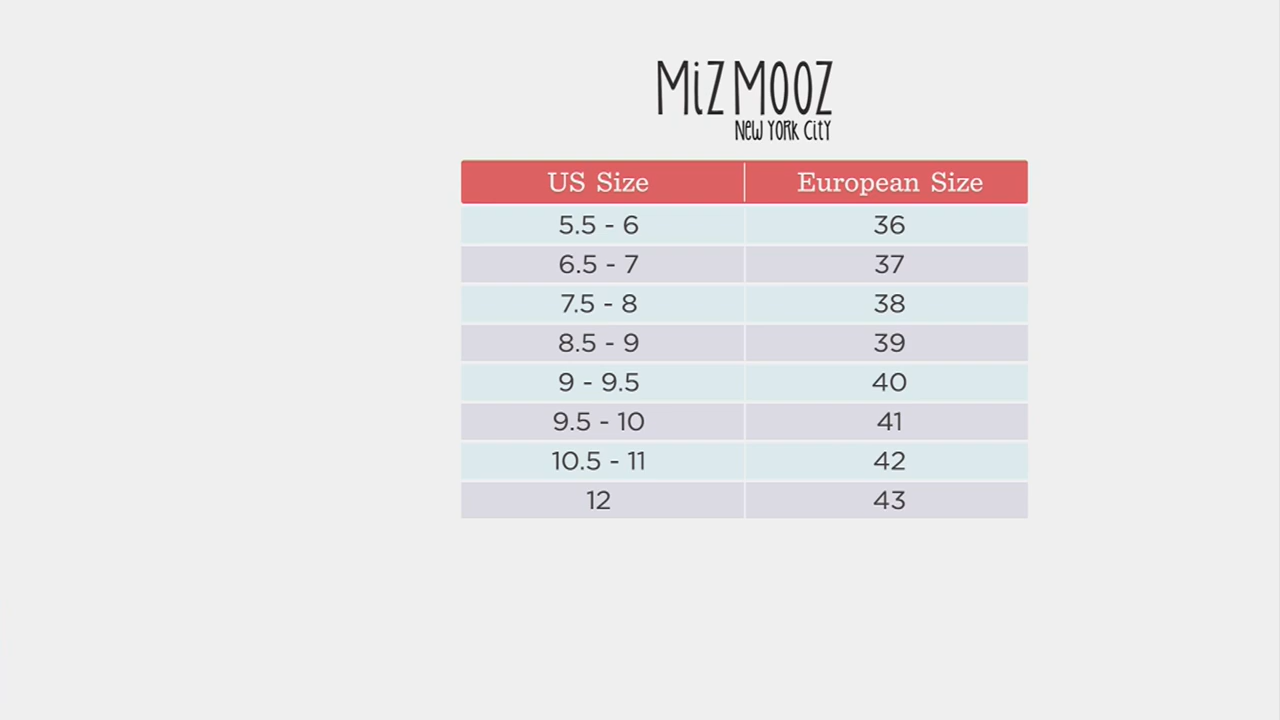 MiZ MOOZ
NEW YORK CiTY
US Size European Size
5.5 - 6 36
6.5 - 7 37
7.5 - 8 38
8.5 - 9 39
9 - 9.5 40
9.5 - 10 41
10.5 - 11 42
12 43